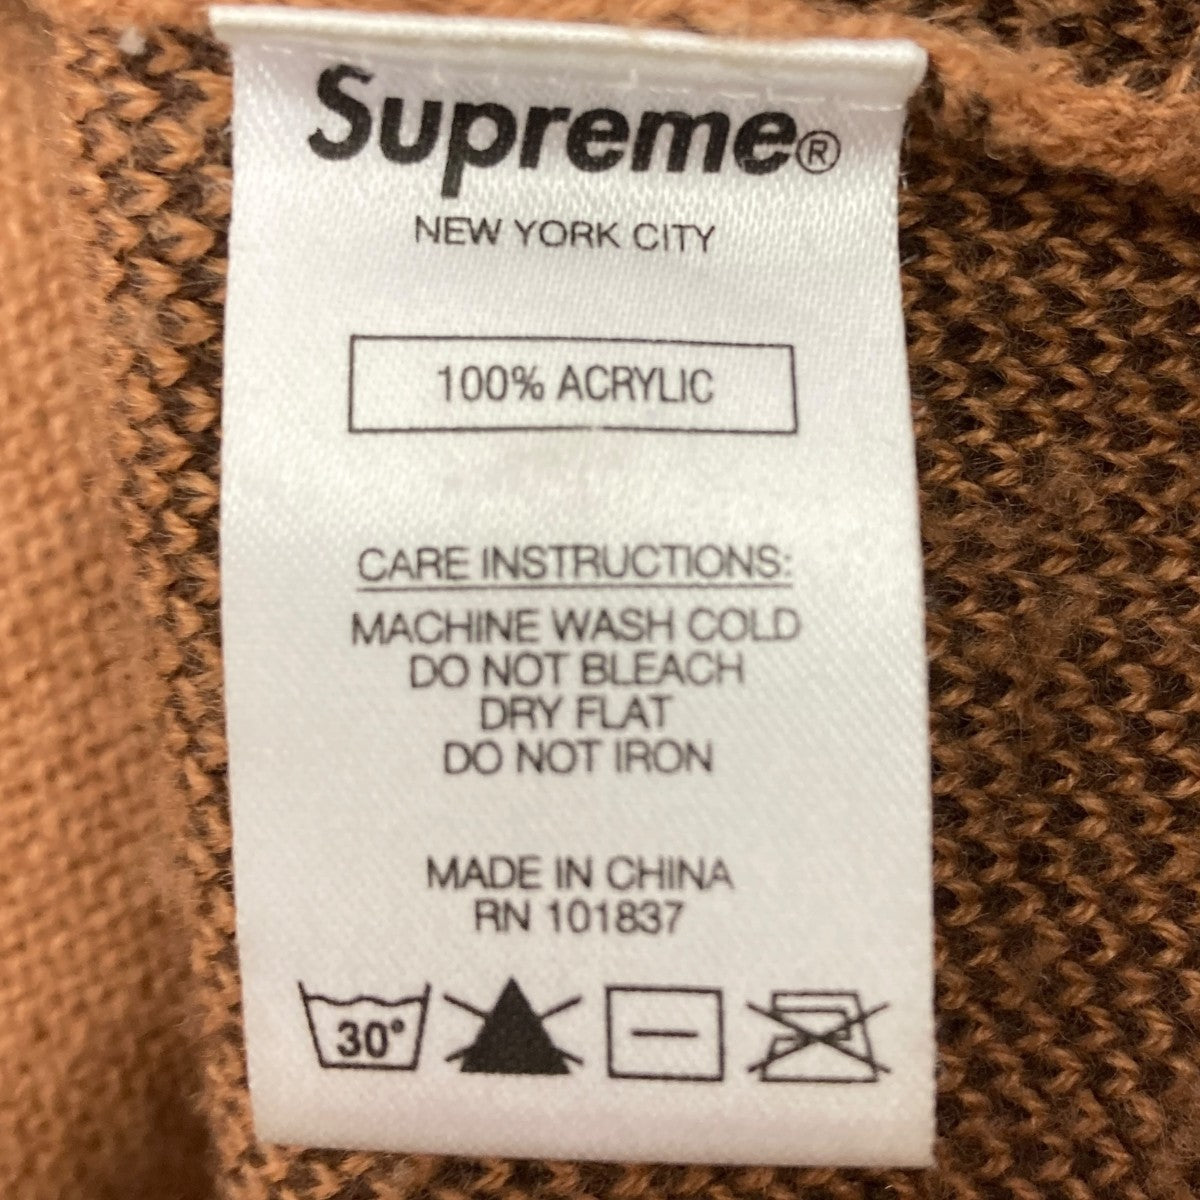 Supreme®
NEW YORK CITY
100% ACRYLIC
CARE INSTRUCTIONS:
MACHINE WASH COLD
DO NOT BLEACH
DRY FLAT
DO NOT IRON
MADE IN CHINA
RN 101837
30°